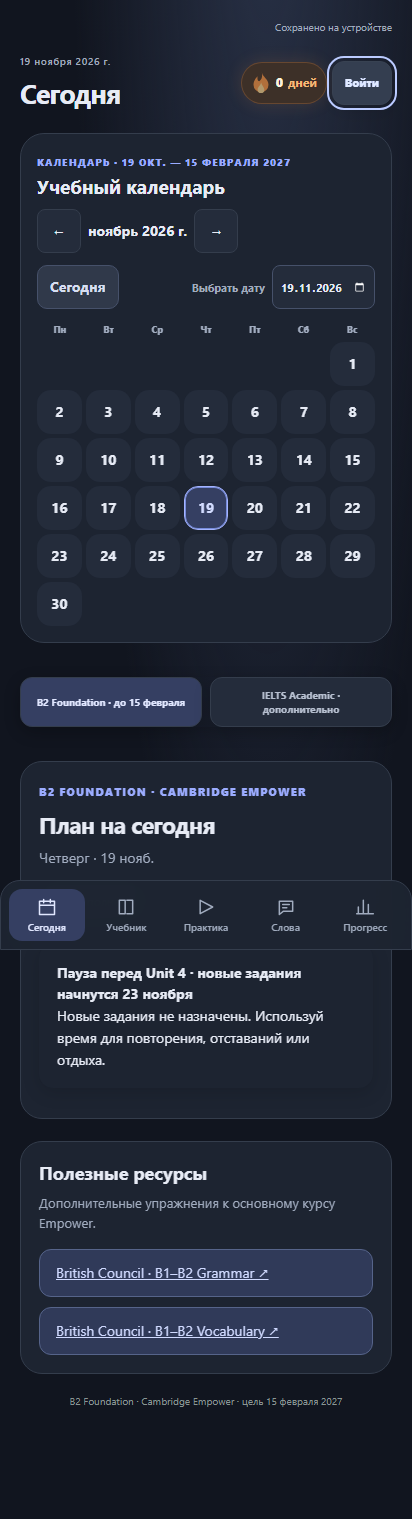 Сохранено на устройстве
19 ноября 2026 г.
Сегодня
0 дней
Войти
КАЛЕНДАРЬ · 19 ОКТ. — 15 ФЕВРАЛЯ 2027
Учебный календарь
← ноябрь 2026 г. →
Сегодня
Выбрать дату
19.11.2026
Пн Вт Ср Чт Пт Сб Вс
1
2 3 4 5 6 7 8
9 10 11 12 13 14 15
16 17 18 19 20 21 22
23 24 25 26 27 28 29
30
B2 Foundation · до 15 февраля
IELTS Academic ·
дополнительно
B2 FOUNDATION · CAMBRIDGE EMPOWER
План на сегодня
Четверг · 19 нояб.
Сегодня
Учебник
Практика
Слова
Прогресс
Пауза перед Unit 4 · новые задания
начнутся 23 ноября
Новые задания не назначены. Используй
время для повторения, отставаний или
отдыха.
Полезные ресурсы
Дополнительные упражнения к основному курсу
Empower.
British Council · B1–B2 Grammar ↗
British Council · B1–B2 Vocabulary ↗
B2 Foundation · Cambridge Empower · цель 15 февраля 2027